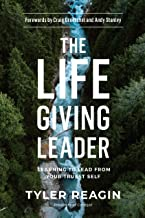 Forewords by Craig Groeschel and Andy Stanley
THE
LIFE
GIVING
LEADER
LEARNING TO LEAD FROM
YOUR TRUEST SELF
TYLER REAGIN